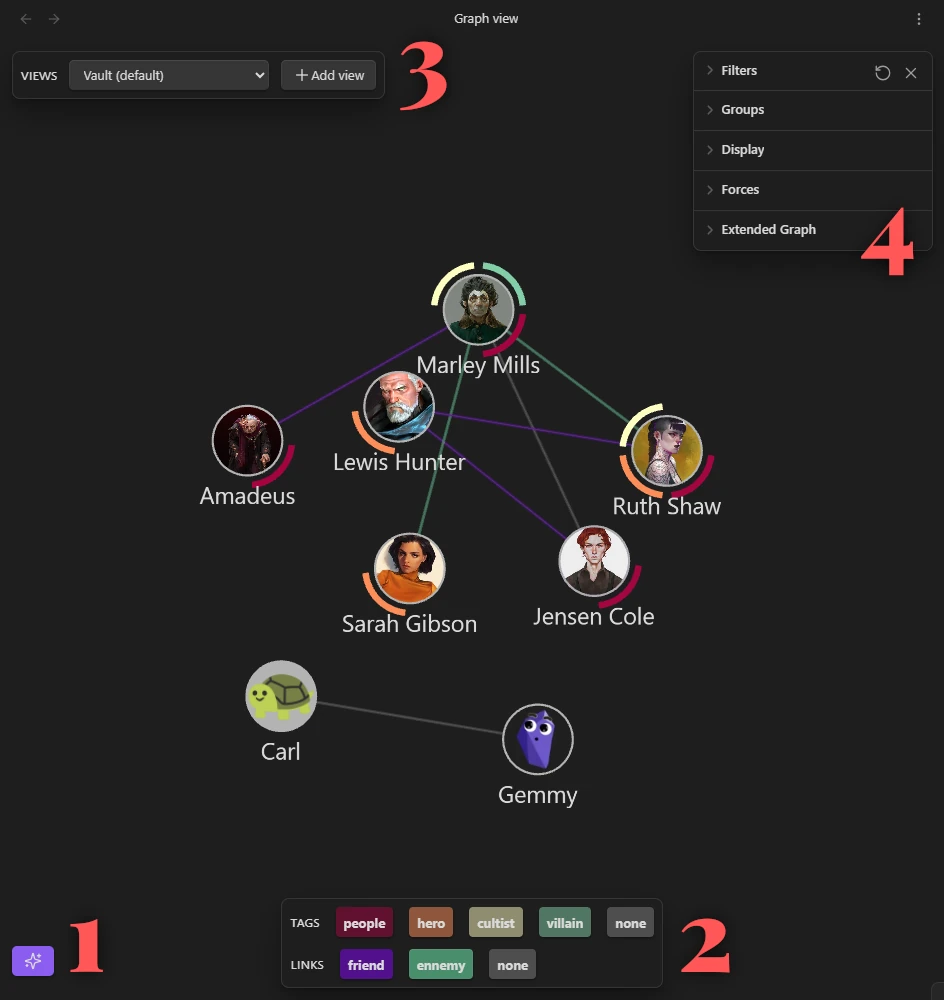 Graph view
VIEWS Vault (default) + Add view
3
Filters
Groups
Display
Forces
Extended Graph
4
Marley Mills
Lewis Hunter
Amadeus
Ruth Shaw
Sarah Gibson
Jensen Cole
Carl
Gemmy
1
TAGS people hero cultist villain none
LINKS friend ennemy none
2